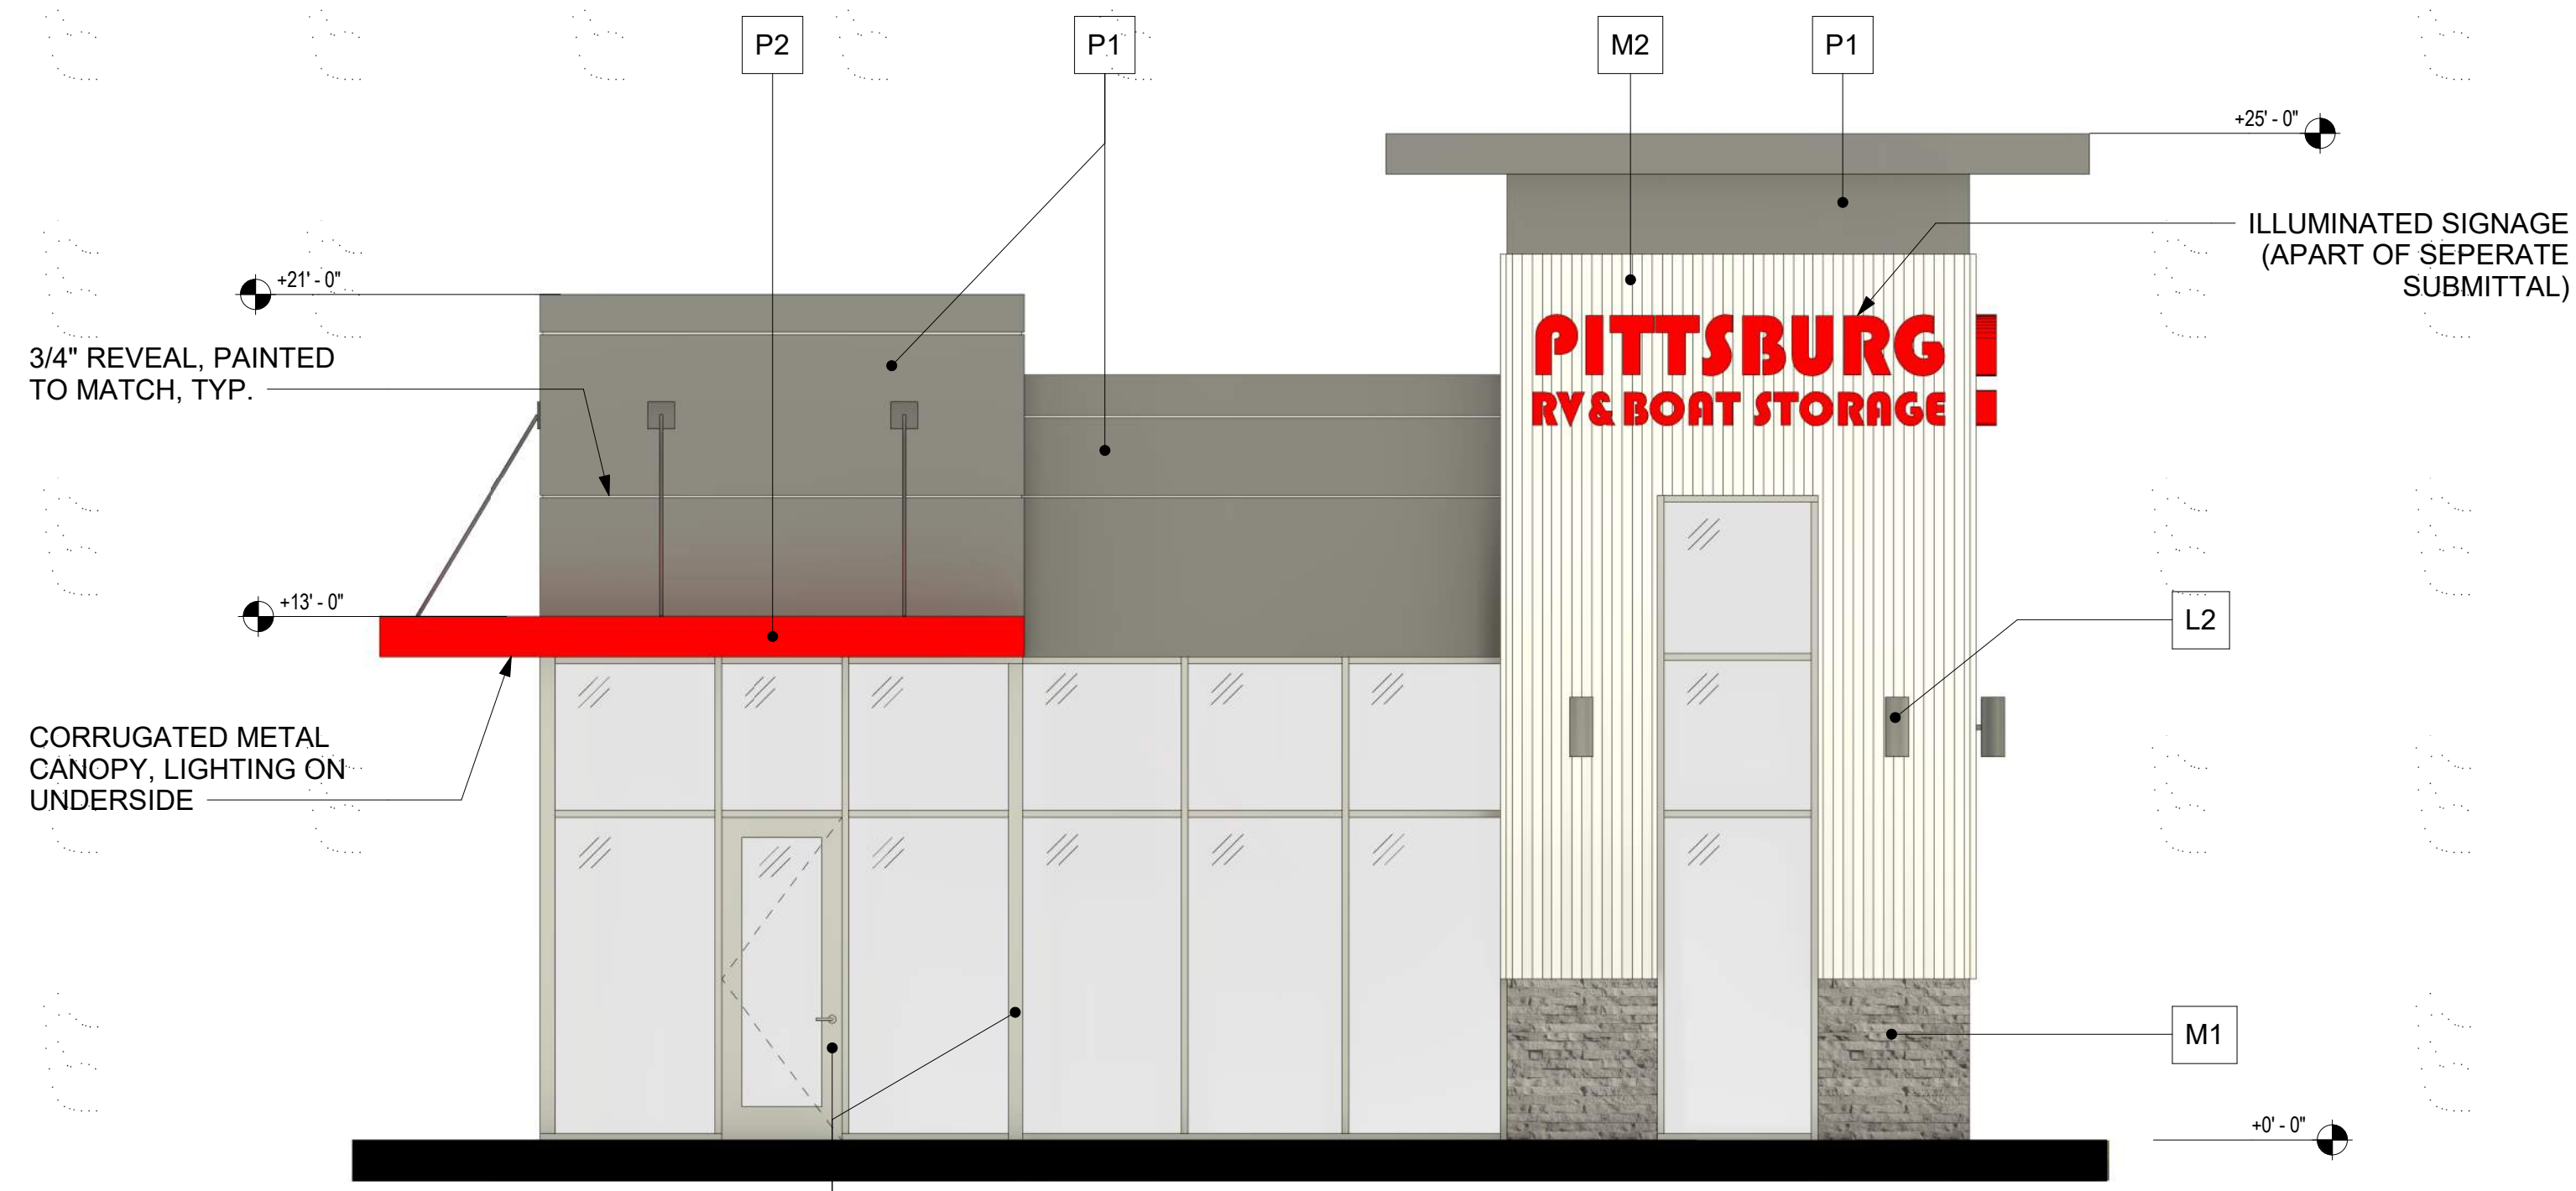 P2
P1
M2
P1
+25' - 0"
ILLUMINATED SIGNAGE
(APART OF SEPERATE
SUBMITTAL)
+21' - 0"
3/4" REVEAL, PAINTED
TO MATCH, TYP.
PITTSBURG
RV & BOAT STORAGE
+13' - 0"
L2
CORRUGATED METAL
CANOPY, LIGHTING ON
UNDERSIDE
M1
+0' - 0"